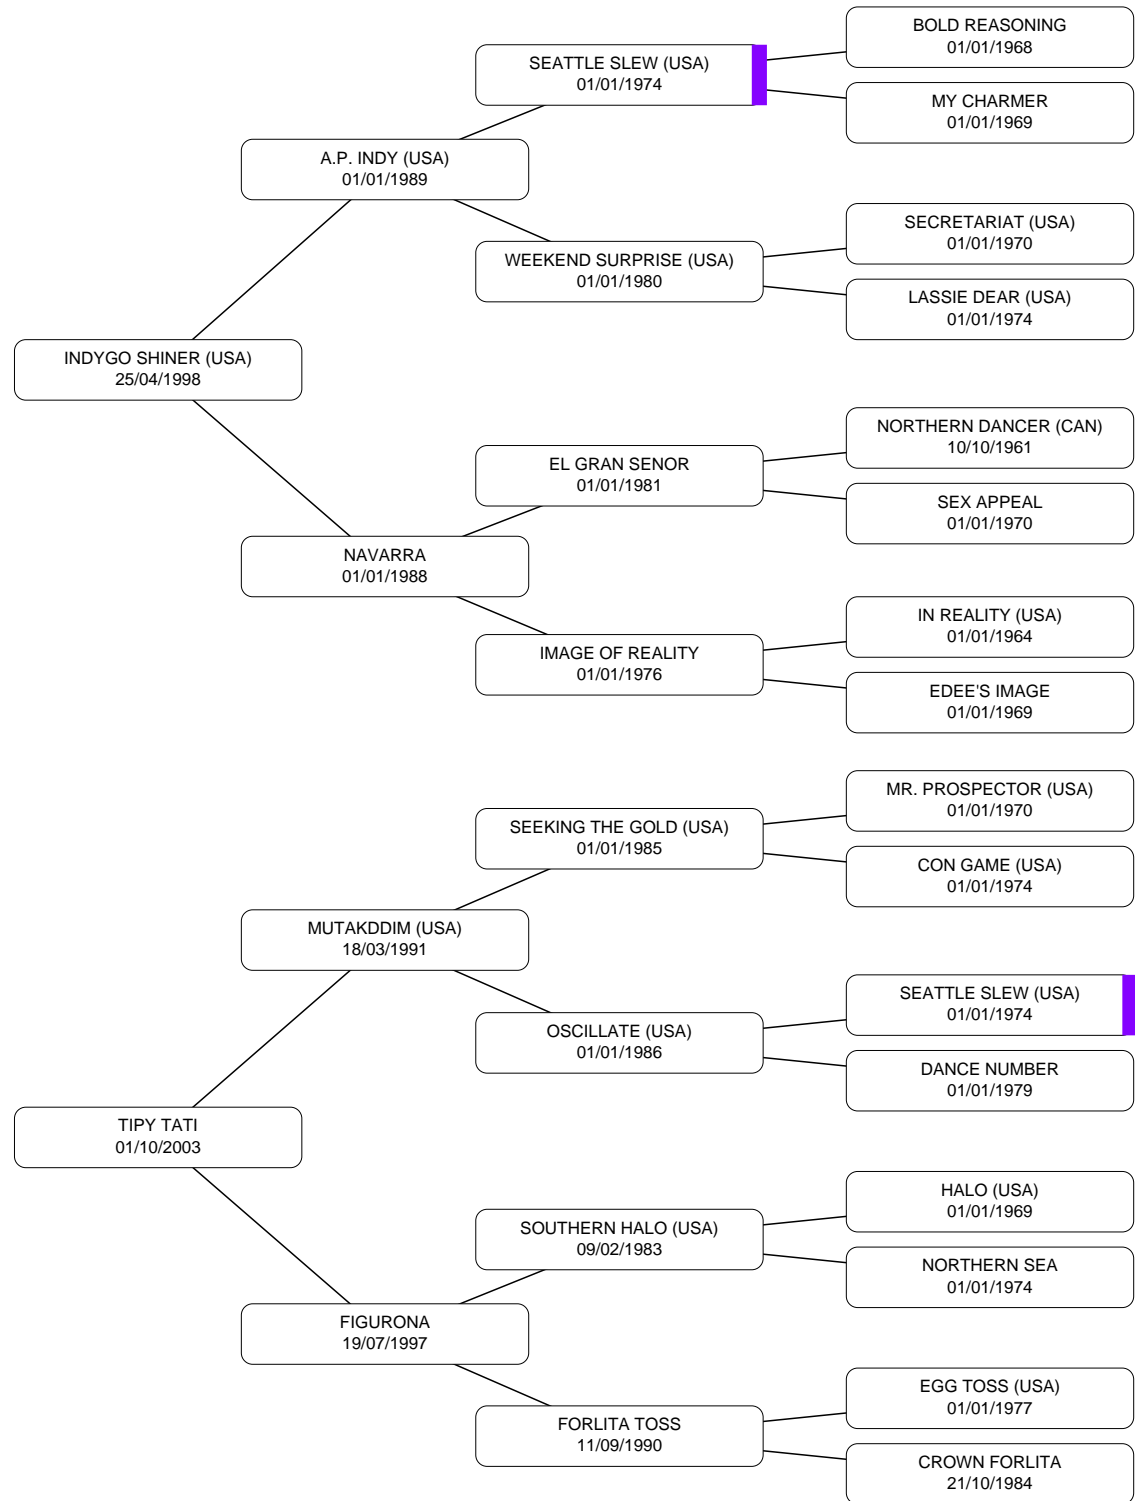 BOLD REASONING
01/01/1968
SEATTLE SLEW (USA)
01/01/1974
MY CHARMER
01/01/1969
A.P. INDY (USA)
01/01/1989
SECRETARIAT (USA)
01/01/1970
WEEKEND SURPRISE (USA)
01/01/1980
LASSIE DEAR (USA)
01/01/1974
INDYGO SHINER (USA)
25/04/1998
NORTHERN DANCER (CAN)
10/10/1961
EL GRAN SENOR
01/01/1981
SEX APPEAL
01/01/1970
NAVARRA
01/01/1988
IN REALITY (USA)
01/01/1964
IMAGE OF REALITY
01/01/1976
EDEE'S IMAGE
01/01/1969
MR. PROSPECTOR (USA)
01/01/1970
SEEKING THE GOLD (USA)
01/01/1985
CON GAME (USA)
01/01/1974
MUTAKDDIM (USA)
18/03/1991
SEATTLE SLEW (USA)
01/01/1974
OSCILLATE (USA)
01/01/1986
DANCE NUMBER
01/01/1979
TIPY TATI
01/10/2003
HALO (USA)
01/01/1969
SOUTHERN HALO (USA)
09/02/1983
NORTHERN SEA
01/01/1974
FIGURONA
19/07/1997
EGG TOSS (USA)
01/01/1977
FORLITA TOSS
11/09/1990
CROWN FORLITA
21/10/1984